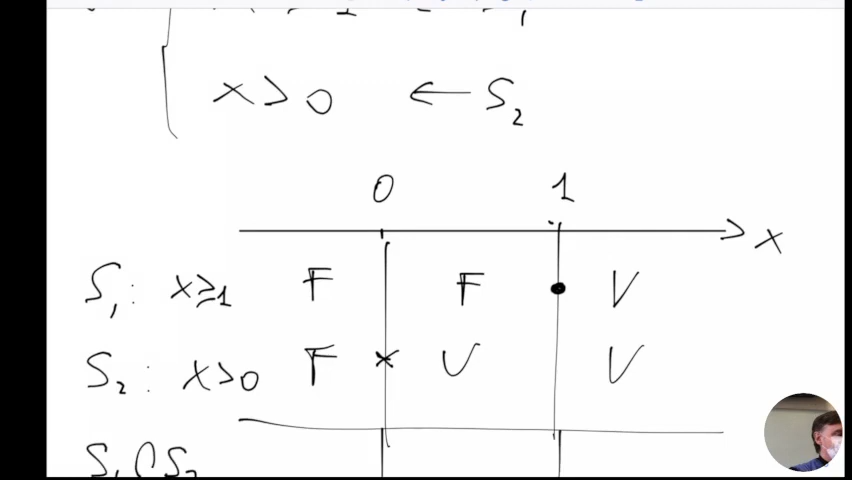 x > 0 ← S₂
0 1
x
S₁: x⩾1 F F V
S₂: x>0 F × V V
S₁∩S₂